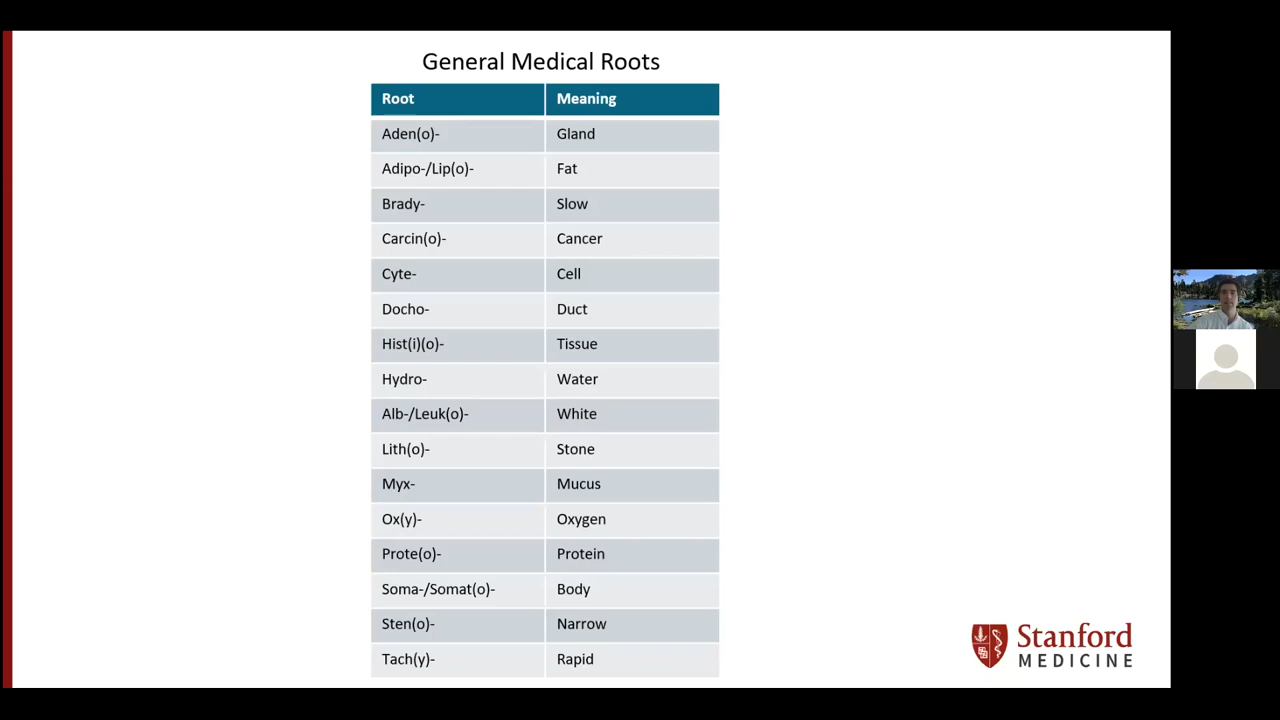 General Medical Roots
Root Meaning
Aden(o)- Gland
Adipo-/Lip(o)- Fat
Brady- Slow
Carcin(o)- Cancer
Cyte- Cell
Docho- Duct
Hist(i)(o)- Tissue
Hydro- Water
Alb-/Leuk(o)- White
Lith(o)- Stone
Myx- Mucus
Ox(y)- Oxygen
Prote(o)- Protein
Soma-/Somat(o)- Body
Sten(o)- Narrow
Tach(y)- Rapid
Stanford
MEDICINE